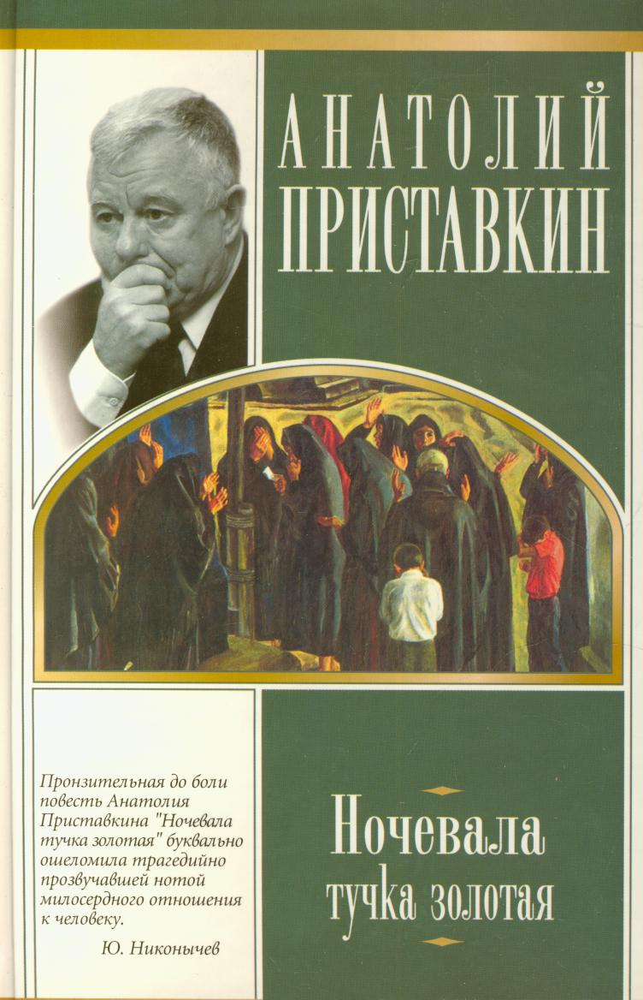 АНАТОЛИЙ
ПРИСТАВКИН
Пронзительная до боли
повесть Анатолия
Приставкина "Ночевала
тучка золотая" буквально
ошеломила трагедийно
прозвучавшей нотой
милосердного отношения
к человеку.
Ю. Никонычев
Ночевала
тучка золотая